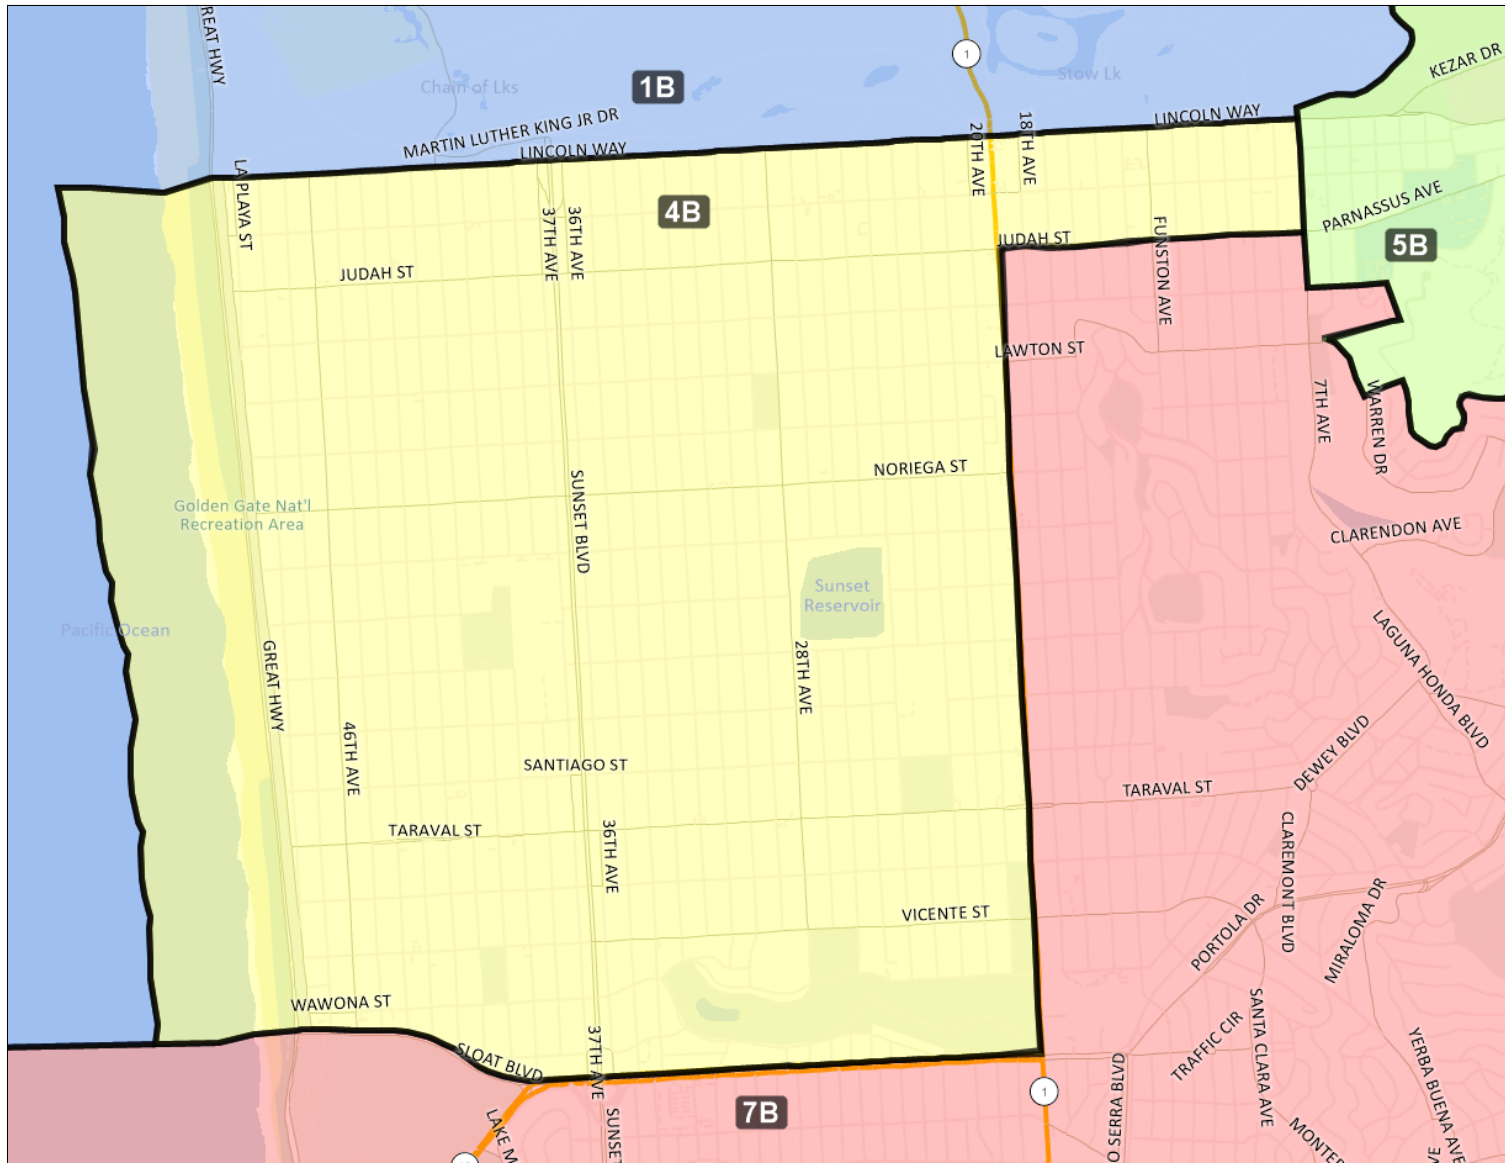 REAT HWY
Chain of Lks
1B
1
Stow Lk
KEZAR DR
MARTIN LUTHER KING JR DR
LINCOLN WAY
LINCOLN WAY
20TH AVE
18TH AVE
LA PLAYA ST
4B
37TH AVE
36TH AVE
PARNASSUS AVE
5B
JUDAH ST
JUDAH ST
FUNSTON AVE
LAWTON ST
7TH AVE
WARREN DR
NORIEGA ST
SUNSET BLVD
Golden Gate Nat'l
Recreation Area
CLARENDON AVE
Sunset
Reservoir
Pacific Ocean
GREAT HWY
28TH AVE
LAGUNA HONDA BLVD
46TH AVE
SANTIAGO ST
DEWEY BLVD
TARAVAL ST
TARAVAL ST
36TH AVE
CLAREMONT BLVD
VICENTE ST
PORTOLA DR
MIRALOMA DR
WAWONA ST
SANTA CLARA AVE
TRAFFIC CIR
37TH AVE
SLOAT BLVD
YERBA BUENA AVE
1
7B
O SERRA BLVD
LAKE M
SUNSET
MONTER
VE